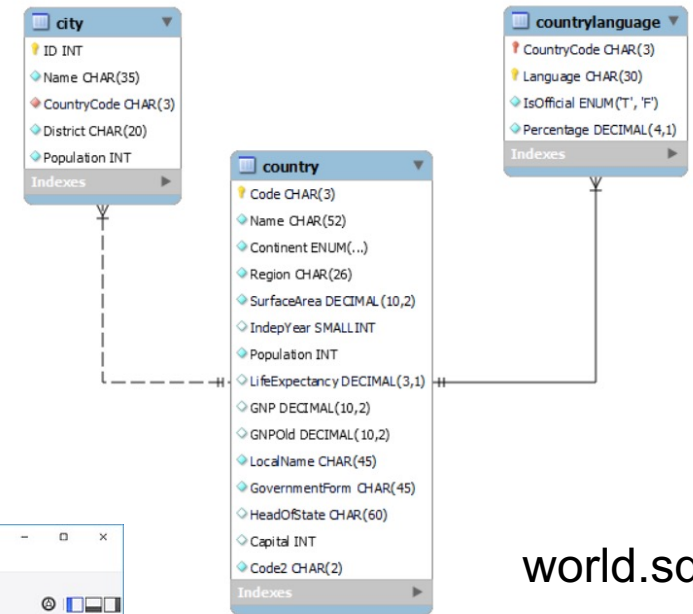 city
ID INT
Name CHAR(35)
CountryCode CHAR(3)
District CHAR(20)
Population INT
Indexes
countrylanguage
CountryCode CHAR(3)
Language CHAR(30)
IsOfficial ENUM('T', 'F')
Percentage DECIMAL(4,1)
Indexes
country
Code CHAR(3)
Name CHAR(52)
Continent ENUM(...)
Region CHAR(26)
SurfaceArea DECIMAL(10,2)
IndepYear SMALLINT
Population INT
LifeExpectancy DECIMAL(3,1)
GNP DECIMAL(10,2)
GNPOld DECIMAL(10,2)
LocalName CHAR(45)
GovernmentForm CHAR(45)
HeadOfState CHAR(60)
Capital INT
Code2 CHAR(2)
Indexes